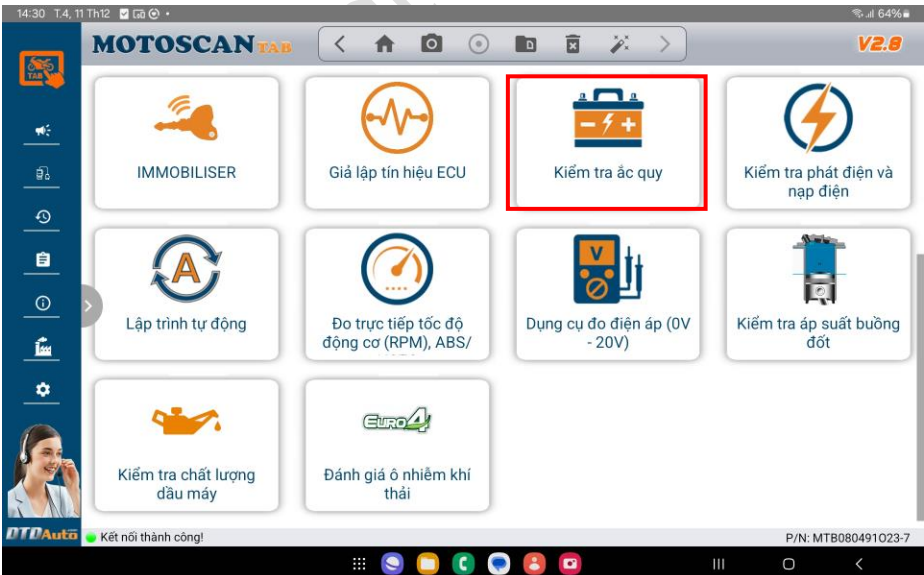 14:30 T.4, 11 Th12
64%
MOTOSCAN TAB
V2.8
TAB
IMMOBILISER
Giả lập tín hiệu ECU
Kiểm tra ắc quy
Kiểm tra phát điện và
nạp điện
A
V
Lập trình tự động
Đo trực tiếp tốc độ
động cơ (RPM), ABS/
Dụng cụ đo điện áp (0V
- 20V)
Kiểm tra áp suất buồng
đốt
EURO4
Kiểm tra chất lượng
dầu máy
Đánh giá ô nhiễm khí
thải
DTDAuto
Kết nối thành công!
P/N: MTB080491O23-7